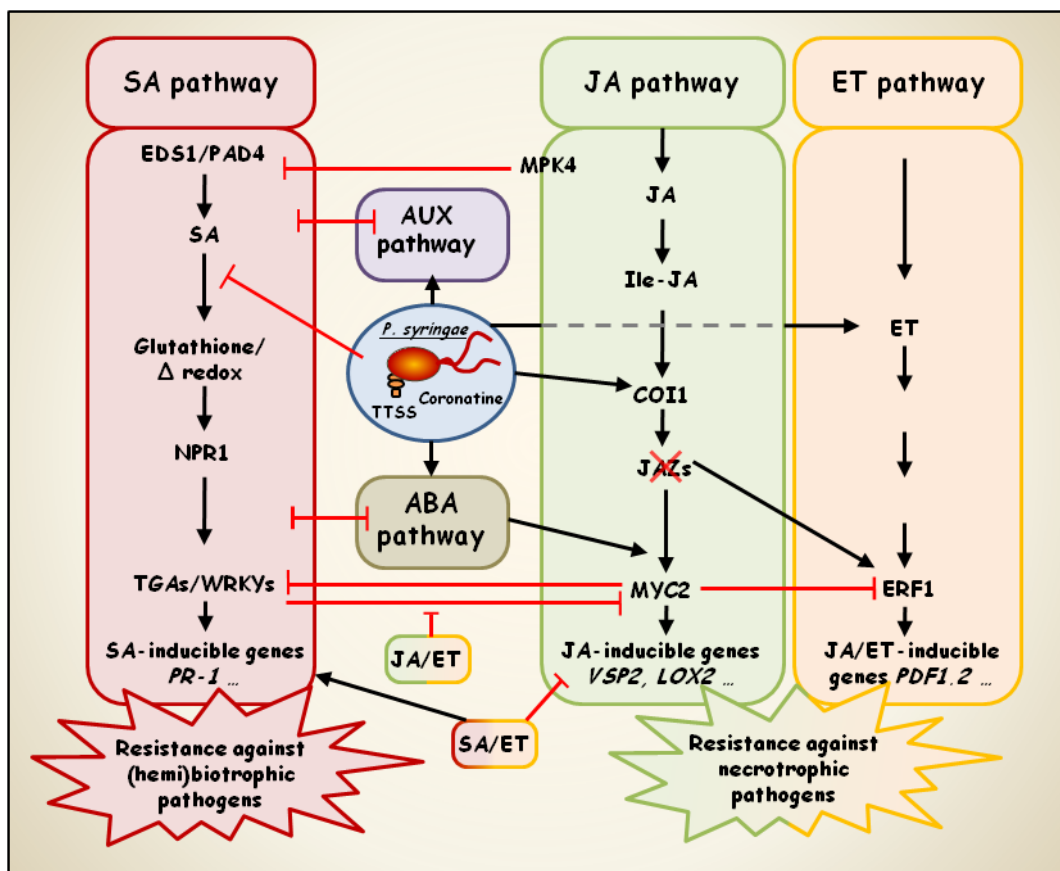 SA pathway
EDS1/PAD4
SA
Glutathione/
Δ redox
NPR1
TGAs/WRKYs
SA-inducible genes
PR-1 …
Resistance against
(hemi)biotrophic
pathogens
MPK4
AUX
pathway
P. syringae
TTSS
Coronatine
ABA
pathway
JA/ET
SA/ET
JA pathway
JA
Ile-JA
COI1
JAZs
MYC2
JA-inducible genes
VSP2, LOX2 …
ET pathway
ET
ERF1
JA/ET-inducible
genes PDF1.2 …
Resistance against
necrotrophic
pathogens